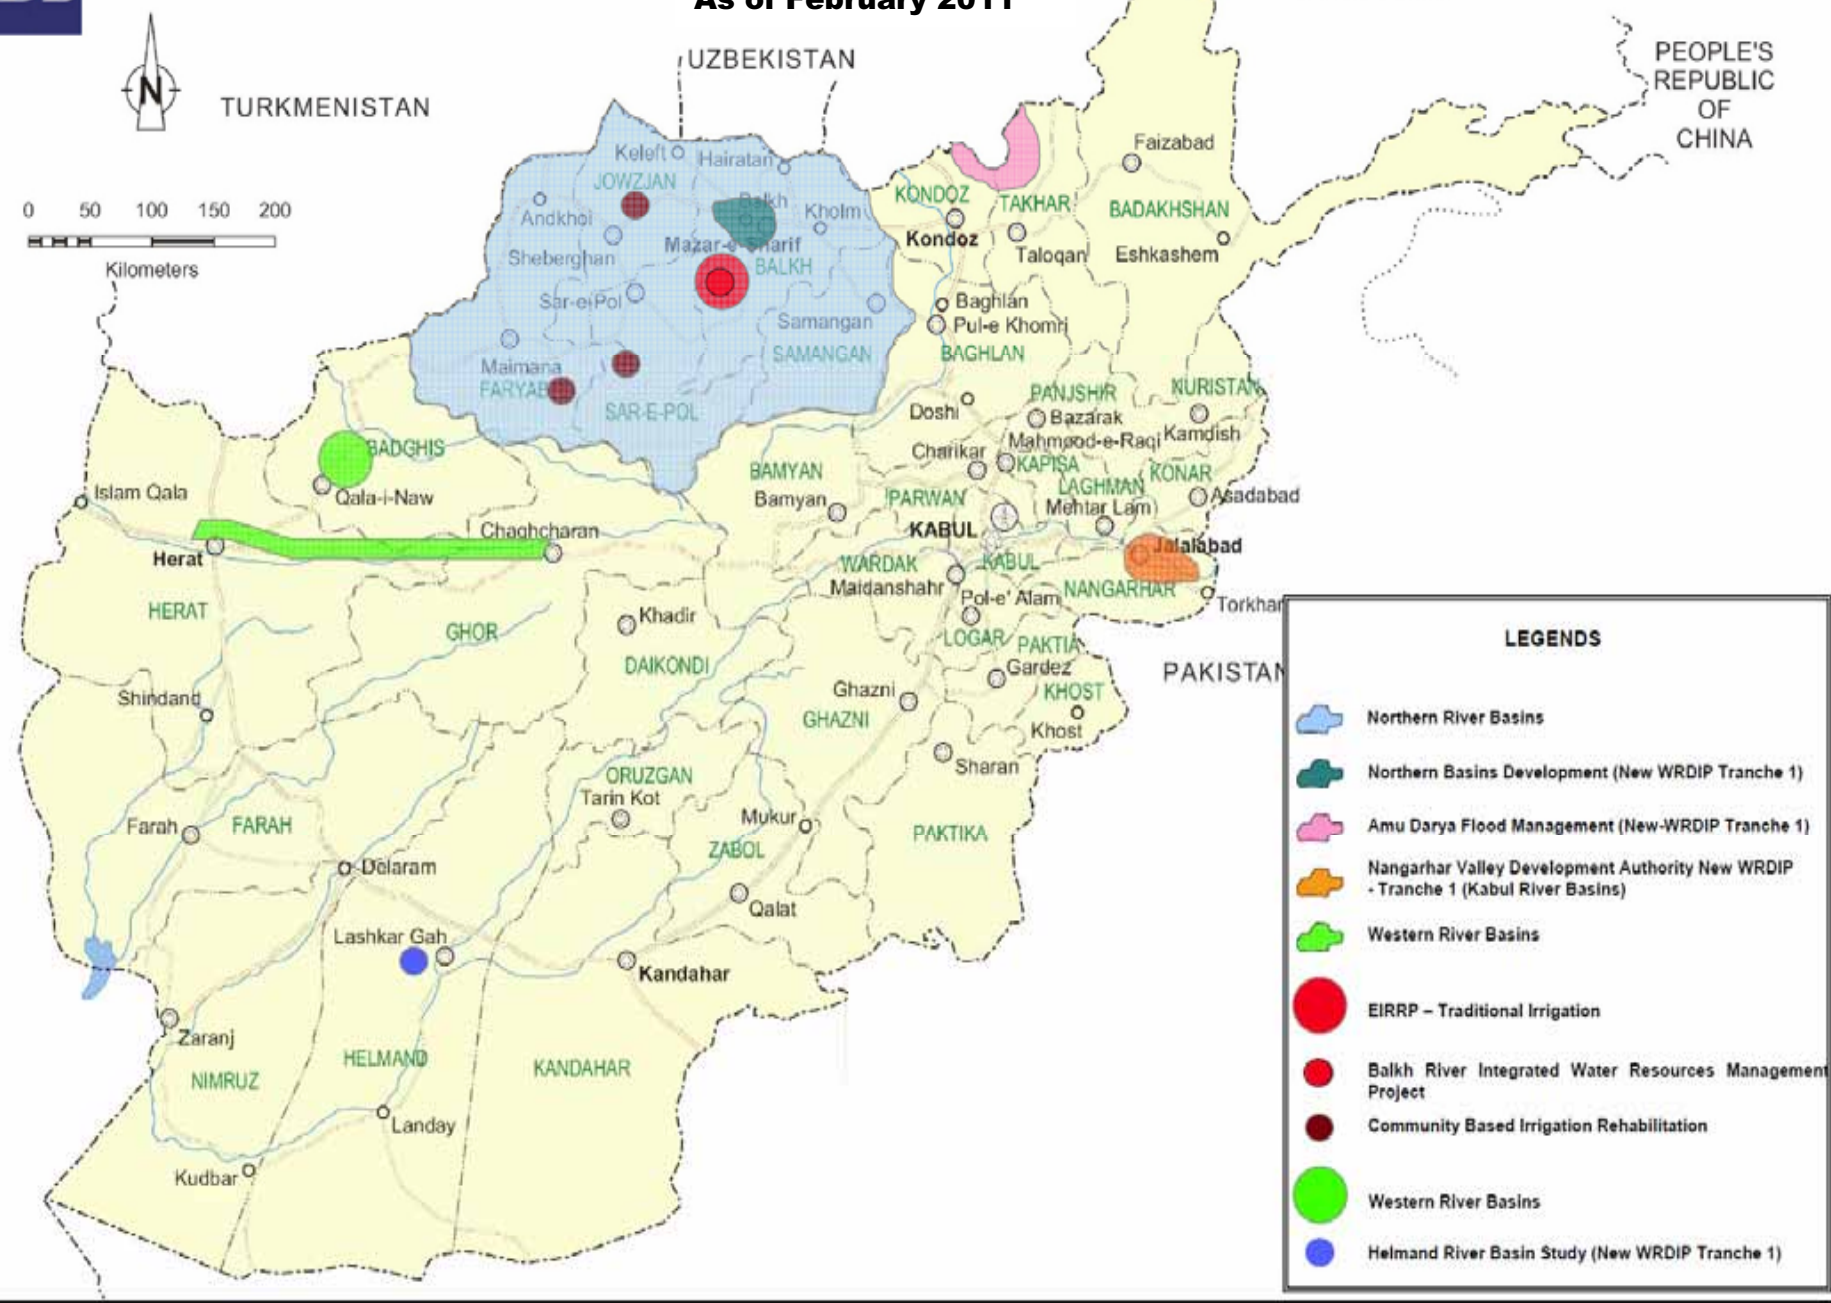 As of February 2011
N
UZBEKISTAN
TURKMENISTAN
PEOPLE'S
REPUBLIC
OF
CHINA
0 50 100 150 200
Kilometers
Keleft
Hairatan
Faizabad
JOWZJAN
Andkhoi
Balkh
Kholm
KONDOZ
TAKHAR
BADAKHSHAN
Sheberghan
Mazar-e-Sharif
Kondoz
Taloqan
Eshkashem
BALKH
Sar-e-Pol
Samangan
Baghlan
Pul-e Khomri
Maimana
SAMANGAN
BAGHLAN
FARYAB
SAR-E-POL
PANJSHIR
NURISTAN
Doshi
Bazarak
BADGHIS
Charikar
Mahmood-e-Raqi
Kamdish
BAMYAN
KAPISA
KONAR
Islam Qala
Qala-i-Naw
Bamyan
PARWAN
LAGHMAN
Asadabad
Mehtar Lam
Chaghcharan
KABUL
Jalalabad
Herat
WARDAK
KABUL
Maidanshahr
NANGARHAR
HERAT
Pol-e' Alam
Torkhar
Khadir
GHOR
LOGAR
PAKTIA
DAIKONDI
Gardez
PAKISTAN
Shindand
Ghazni
KHOST
GHAZNI
Khost
Sharan
ORUZGAN
Tarin Kot
Farah
FARAH
Mukur
PAKTIKA
ZABOL
Delaram
Qalat
Lashkar Gah
Kandahar
Zaranj
HELMAND
KANDAHAR
NIMRUZ
Landay
Kudbar
LEGENDS
Northern River Basins
Northern Basins Development (New WRDIP Tranche 1)
Amu Darya Flood Management (New-WRDIP Tranche 1)
Nangarhar Valley Development Authority New WRDIP
- Tranche 1 (Kabul River Basins)
Western River Basins
EIRRP – Traditional Irrigation
Balkh River Integrated Water Resources Management
Project
Community Based Irrigation Rehabilitation
Western River Basins
Helmand River Basin Study (New WRDIP Tranche 1)